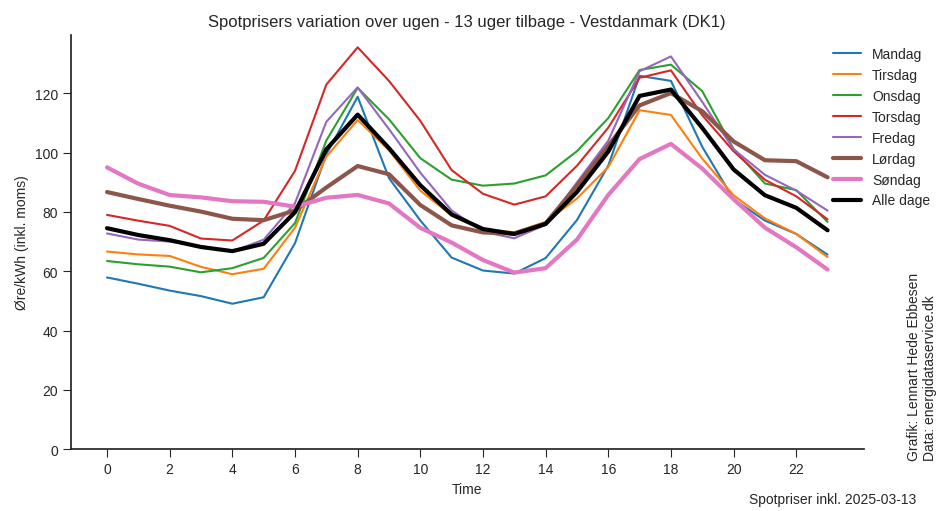 Spotprisers variation over ugen - 13 uger tilbage - Vestdanmark (DK1)
Øre/kWh (inkl. moms)
120
100
80
60
40
20
0
0 2 4 6 8 10 12 14 16 18 20 22
Time
Mandag
Tirsdag
Onsdag
Torsdag
Fredag
Lørdag
Søndag
Alle dage
Grafik: Lennart Hede Ebbesen
Data: energidataservice.dk
Spotpriser inkl. 2025-03-13